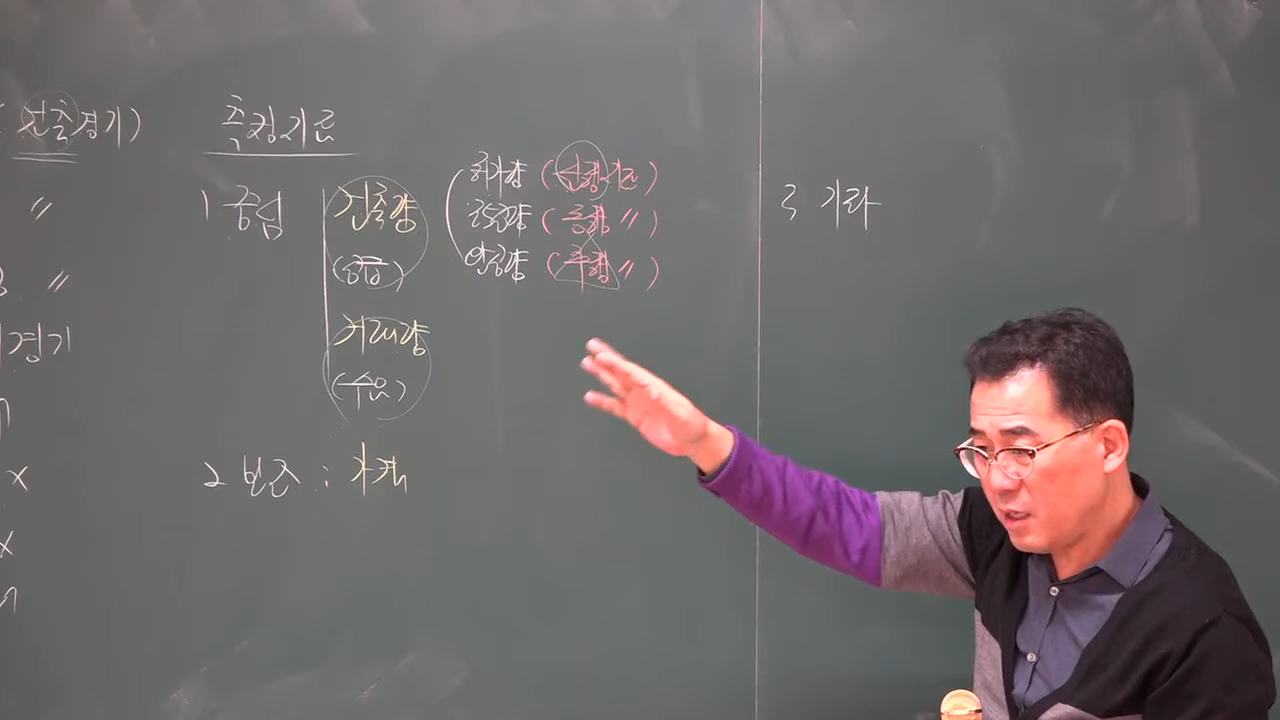 건축경기)
〃
〃
경기
x
x
측정지표
1 중심
건축량
(공급)
거래량
(수요)
허가량 (선행지표)
착공량 (동행 〃)
완공량 (후행 〃)
2 보조 : 가격
3 기타